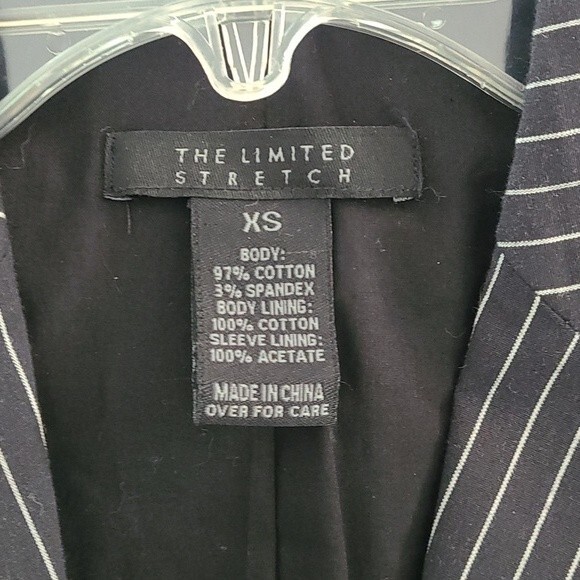 THE LIMITED
STRETCH
XS
BODY:
97% COTTON
3% SPANDEX
BODY LINING:
100% COTTON
SLEEVE LINING:
100% ACETATE
MADE IN CHINA
OVER FOR CARE